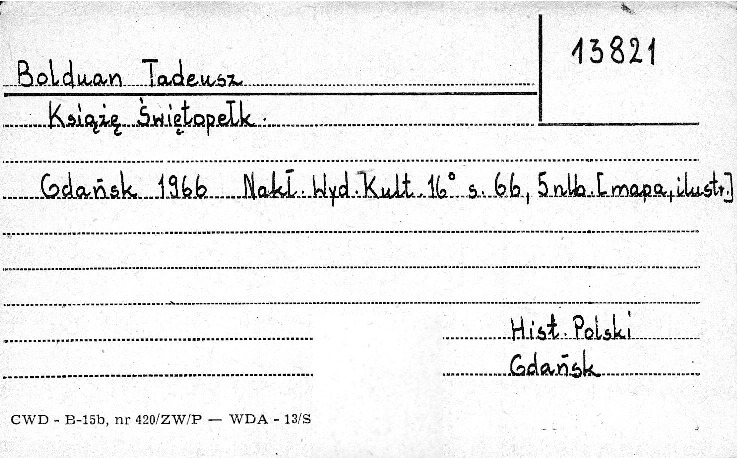 13821
Bolduan Tadeusz
Książę Świętopełk.
Gdańsk 1966 Nakł. Wyd. Kult. 16° s. 66, 5 nlb. [mapa, ilustr.]
Hist. Polski
Gdańsk
CWD - B-15b, nr 420/ZW/P — WDA - 13/S